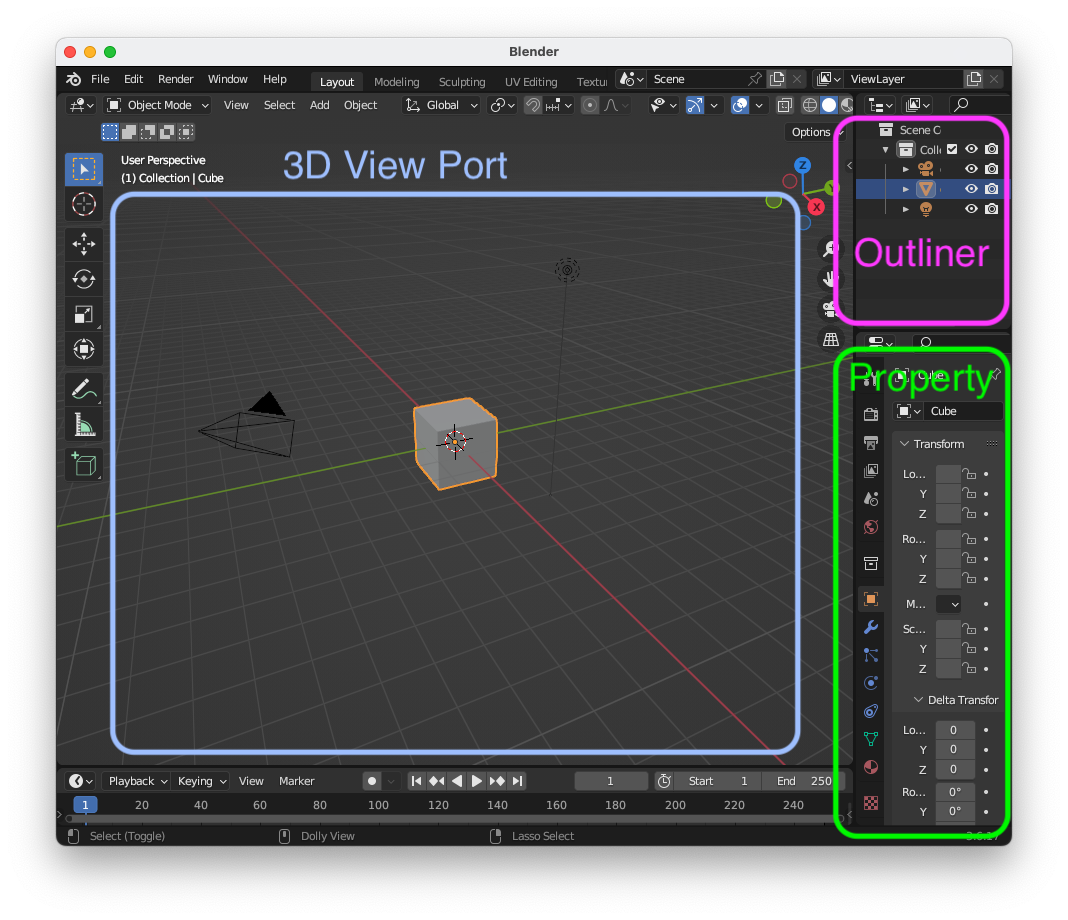 Blender
File Edit Render Window Help Layout Modeling Sculpting UV Editing Textu Scene ViewLayer
Object Mode View Select Add Object Global
Options
User Perspective
(1) Collection | Cube
3D View Port
Z
Y
X
Scene C
Colle
Outliner
Property
Cube
Cube
Transform
Lo...
Y
Z
Ro...
Y
Z
M...
Sc...
Y
Z
Delta Transfor
Lo... 0
Y 0
Z 0
Ro... 0°
Y 0°
Playback Keying View Marker 1 Start 1 End 250
1 20 40 60 80 100 120 140 160 180 200 220 240
Select (Toggle) Dolly View Lasso Select